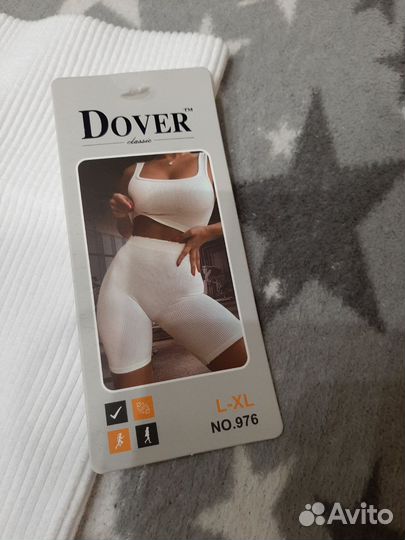 DOVER™
classic
L-XL
NO.976
Avito